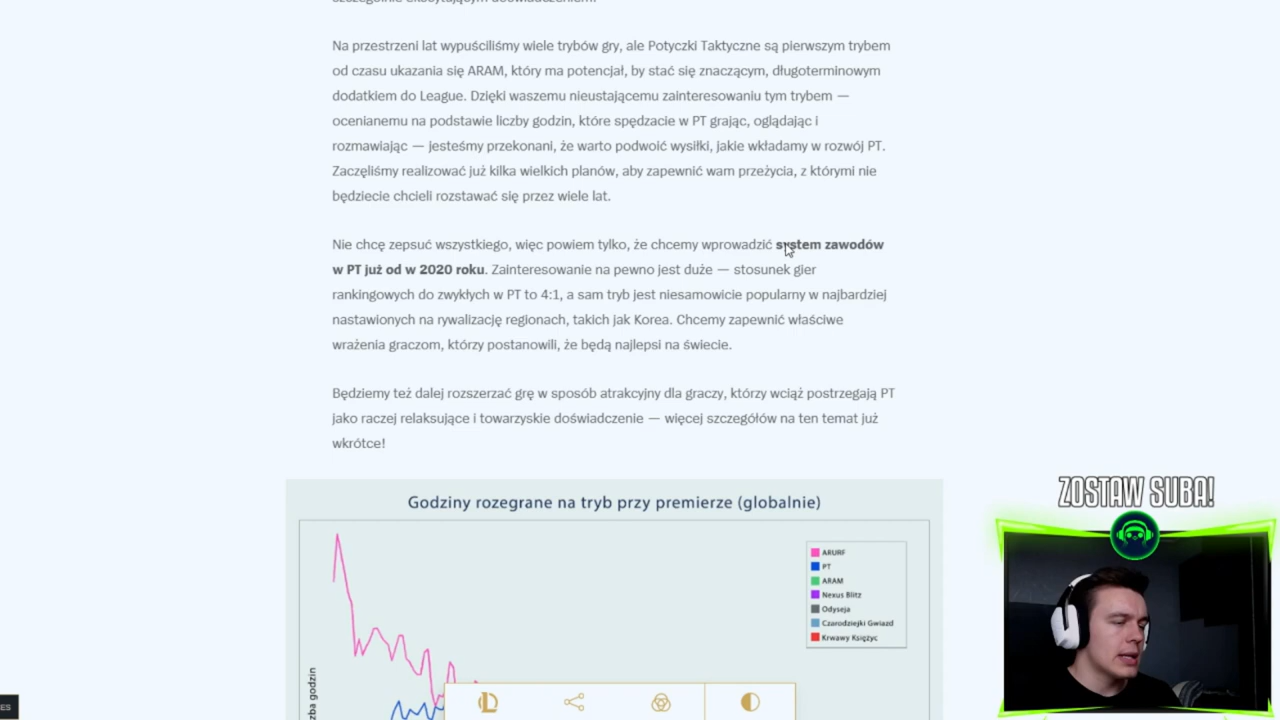 Na przestrzeni lat wypuściliśmy wiele trybów gry, ale Potyczki Taktyczne są pierwszym trybem
od czasu ukazania się ARAM, który ma potencjał, by stać się znaczącym, długoterminowym
dodatkiem do League. Dzięki waszemu nieustającemu zainteresowaniu tym trybem —
ocenianemu na podstawie liczby godzin, które spędzacie w PT grając, oglądając i
rozmawiając — jesteśmy przekonani, że warto podwoić wysiłki, jakie wkładamy w rozwój PT.
Zaczęliśmy realizować już kilka wielkich planów, aby zapewnić wam przeżycia, z którymi nie
będziecie chcieli rozstawać się przez wiele lat.
Nie chcę zepsuć wszystkiego, więc powiem tylko, że chcemy wprowadzić system zawodów
w PT już od w 2020 roku. Zainteresowanie na pewno jest duże — stosunek gier
rankingowych do zwykłych w PT to 4:1, a sam tryb jest niesamowicie popularny w najbardziej
nastawionych na rywalizację regionach, takich jak Korea. Chcemy zapewnić właściwe
wrażenia graczom, którzy postanowili, że będą najlepsi na świecie.
Będziemy też dalej rozszerzać grę w sposób atrakcyjny dla graczy, którzy wciąż postrzegają PT
jako raczej relaksujące i towarzyskie doświadczenie — więcej szczegółów na ten temat już
wkrótce!
Godziny rozegrane na tryb przy premierze (globalnie)
ARURF
PT
ARAM
Nexus Blitz
Odyseja
Czarodziejki Gwiazd
Krwawy Księżyc
godzin
ZOSTAW SUBA!
ES